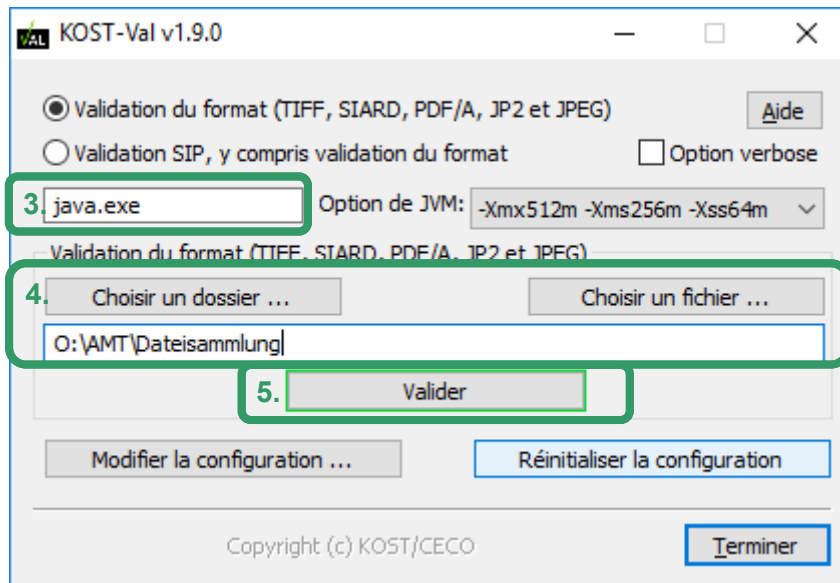 VAL KOST-Val v1.9.0
Validation du format (TIFF, SIARD, PDF/A, JP2 et JPEG) Aide
Validation SIP, y compris validation du format Option verbose
3. java.exe Option de JVM: -Xmx512m -Xms256m -Xss64m
Validation du format (TIFF, SIARD, PDF/A, JP2 et JPEG)
4. Choisir un dossier ... Choisir un fichier ...
O:\AMT\Dateisammlung
5. Valider
Modifier la configuration ... Réinitialiser la configuration
Copyright (c) KOST/CECO Terminer